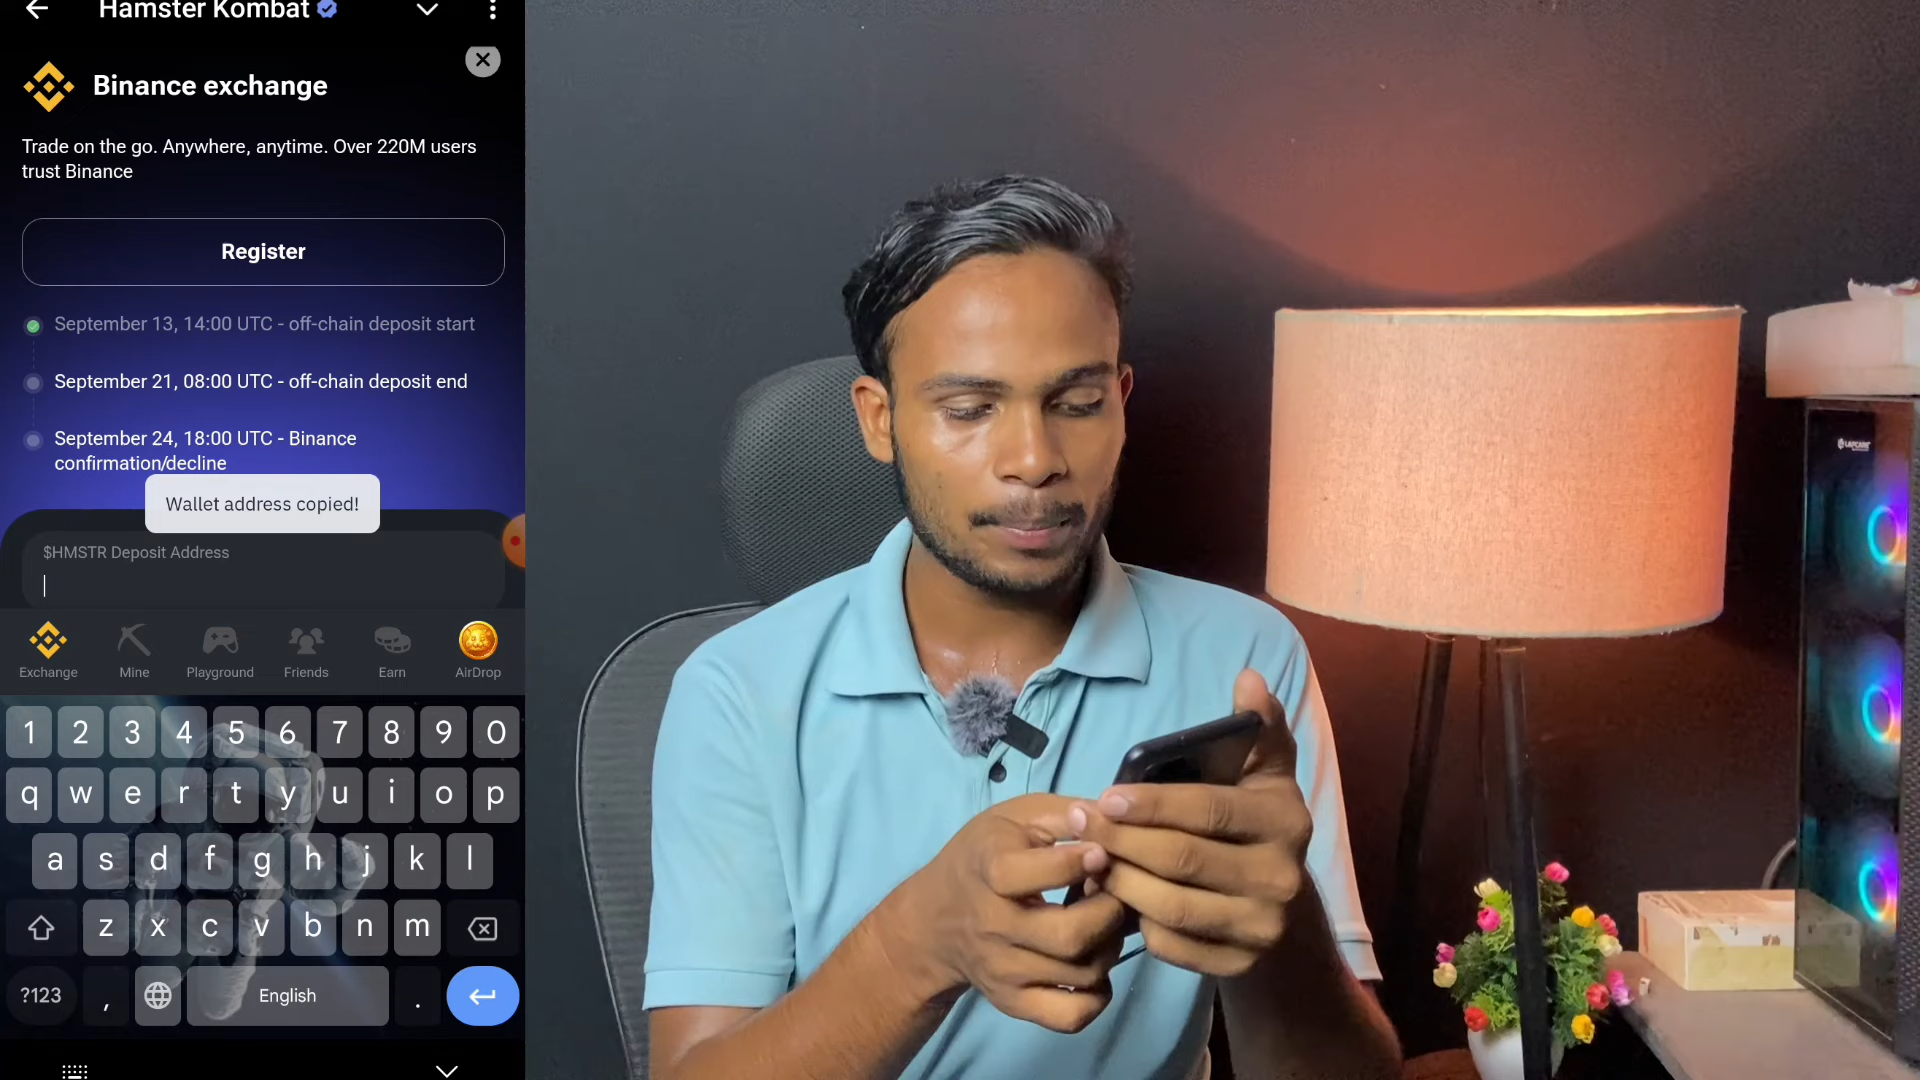 Hamster Kombat
Binance exchange
Trade on the go. Anywhere, anytime. Over 220M users
trust Binance
Register
September 13, 14:00 UTC - off-chain deposit start
September 21, 08:00 UTC - off-chain deposit end
September 24, 18:00 UTC - Binance
confirmation/decline
Wallet address copied!
$HMSTR Deposit Address
Exchange Mine Playground Friends Earn AirDrop
1 2 3 4 5 6 7 8 9 0
q w e r t y u i o p
a s d f g h j k l
z x c v b n m
?123 , English .